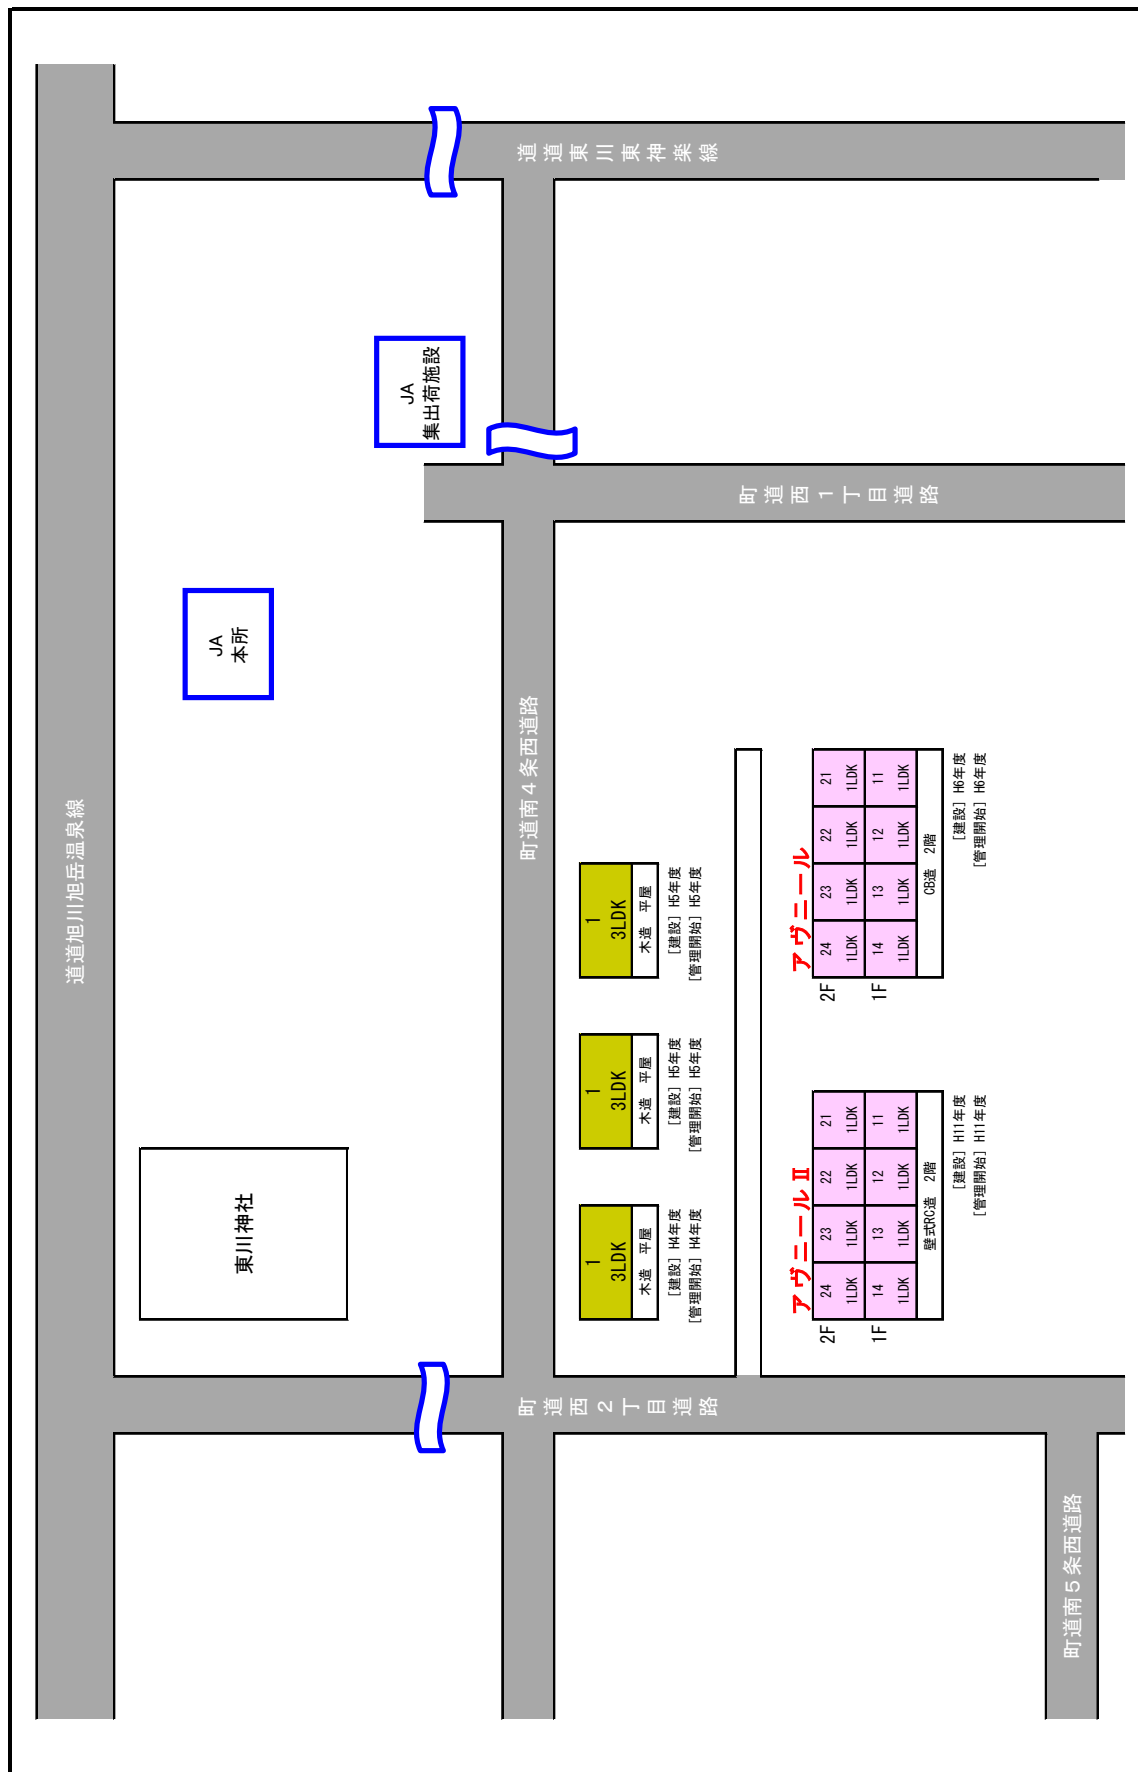 道道旭川旭岳温泉線
道道東川東神楽線
JA
集出荷施設
町道西1丁目道路
JA
本所
町道南4条西道路
東川神社
町道西2丁目道路
町道南5条西道路
1
3LDK
木造 平屋
[建設] H4年度
[管理開始] H4年度
1
3LDK
木造 平屋
[建設] H5年度
[管理開始] H5年度
1
3LDK
木造 平屋
[建設] H5年度
[管理開始] H5年度
アヴニールⅡ
2F
24
23
22
21
1LDK
1LDK
1LDK
1LDK
1F
14
13
12
11
1LDK
1LDK
1LDK
1LDK
壁式RC造 2階
[建設] H11年度
[管理開始] H11年度
アヴニール
2F
24
23
22
21
1LDK
1LDK
1LDK
1LDK
1F
14
13
12
11
1LDK
1LDK
1LDK
1LDK
CB造 2階
[建設] H6年度
[管理開始] H6年度